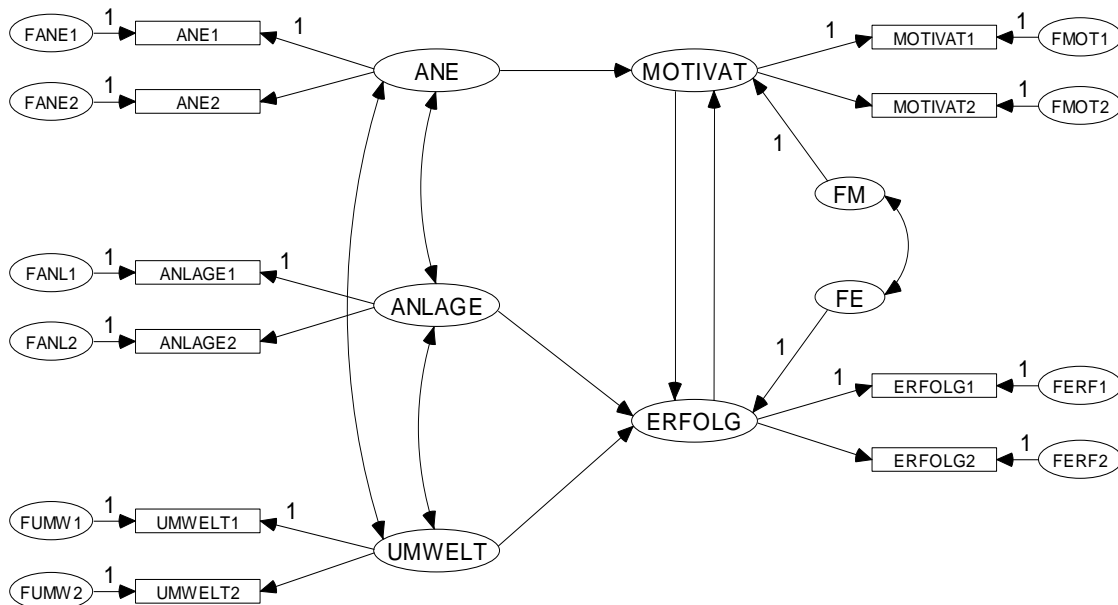 FANE1 1 ANE1 1
FANE2 1 ANE2
ANE
MOTIVAT
1 MOTIVAT1 1 FMOT1
MOTIVAT2 1 FMOT2
1
FM
FANL1 1 ANLAGE1 1
FANL2 1 ANLAGE2
ANLAGE
FE
1
ERFOLG
1 ERFOLG1 1 FERF1
ERFOLG2 1 FERF2
FUMW1 1 UMWELT1 1
FUMW2 1 UMWELT2
UMWELT